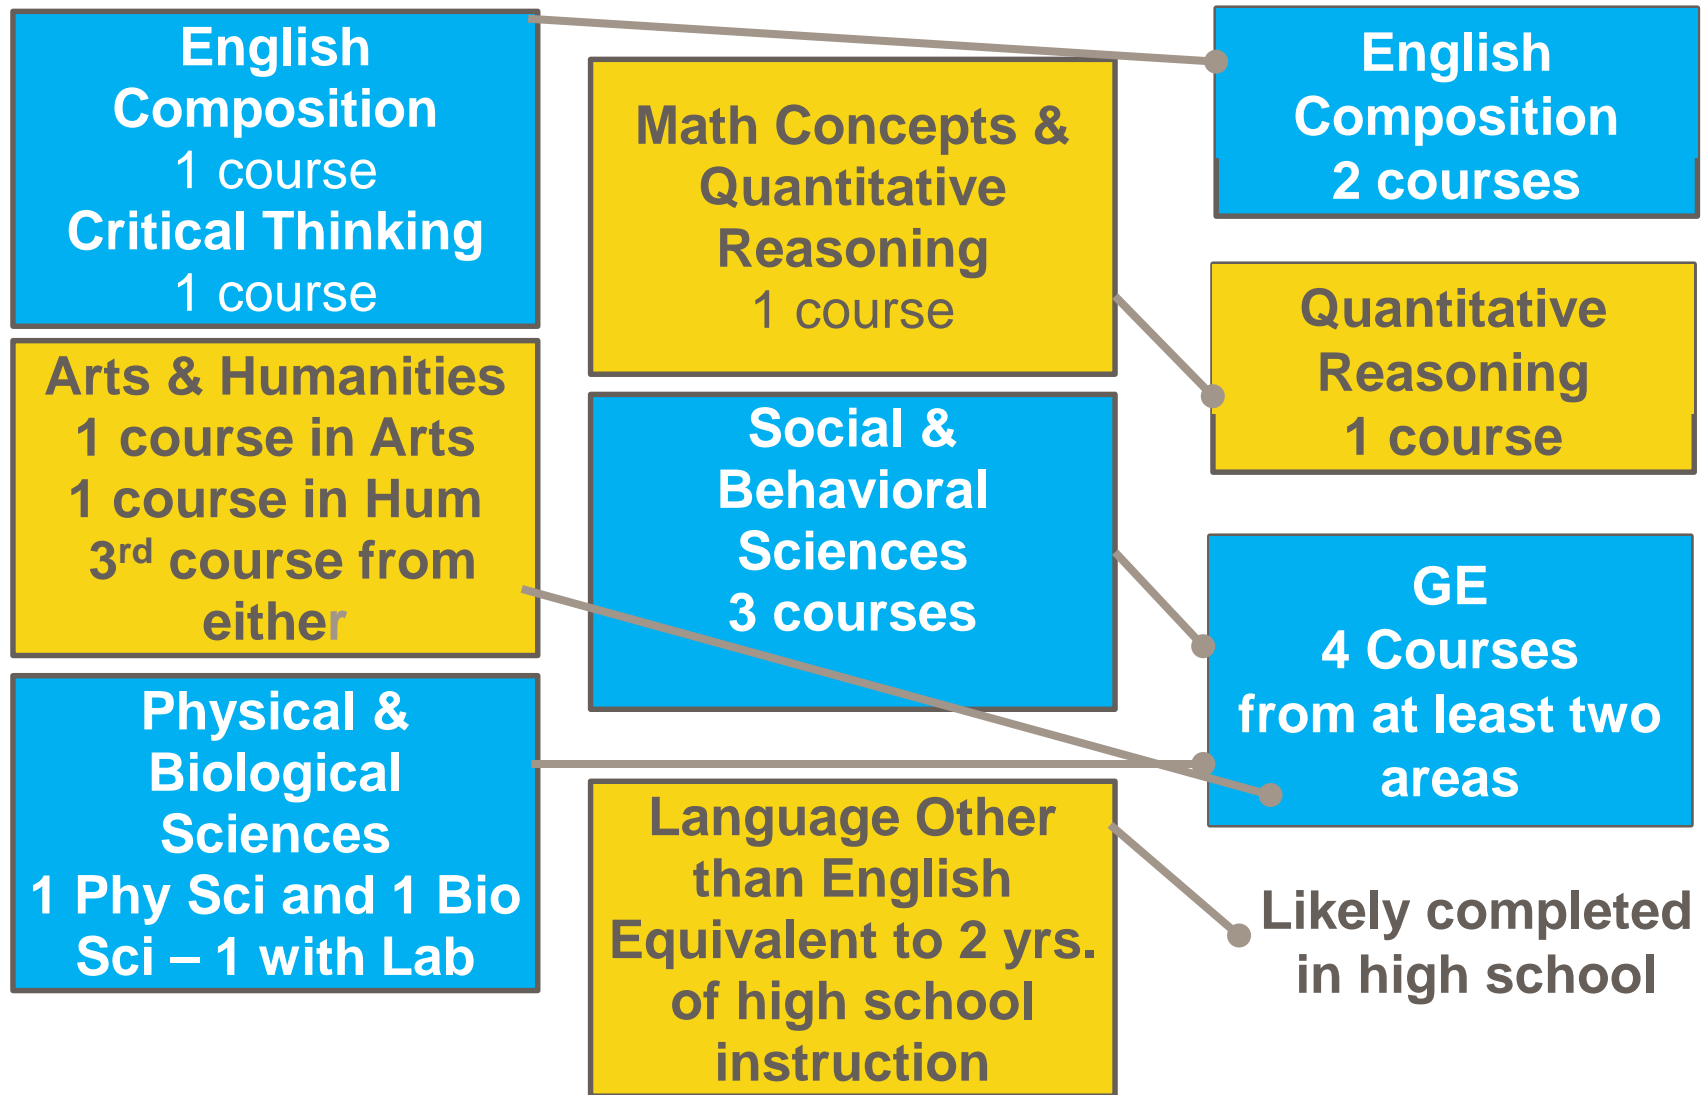 English
Composition
1 course
Critical Thinking
1 course
Arts & Humanities
1 course in Arts
1 course in Hum
3rd course from
either
Physical &
Biological
Sciences
1 Phy Sci and 1 Bio
Sci – 1 with Lab
Math Concepts &
Quantitative
Reasoning
1 course
Social &
Behavioral
Sciences
3 courses
Language Other
than English
Equivalent to 2 yrs.
of high school
instruction
English
Composition
2 courses
Quantitative
Reasoning
1 course
GE
4 Courses
from at least two
areas
Likely completed
in high school